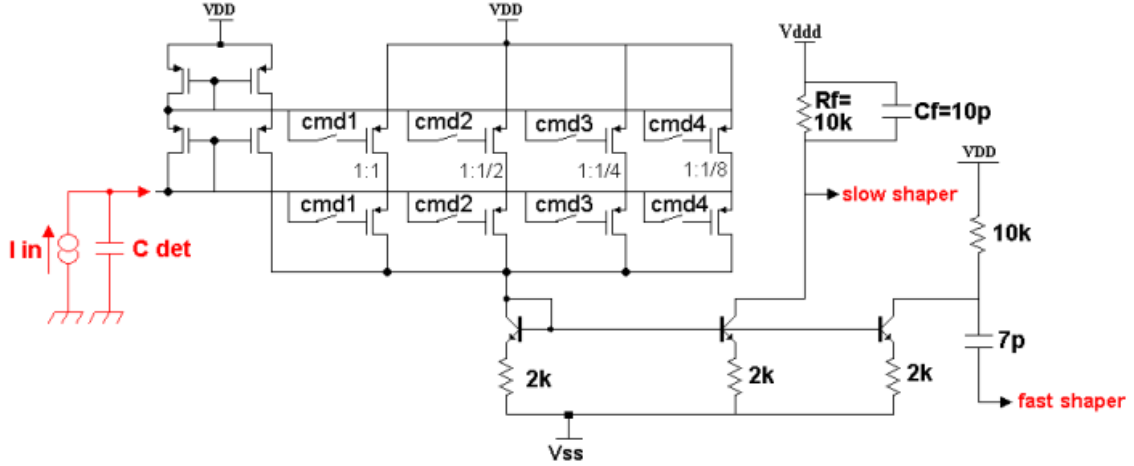 VDD
VDD
Vddd
cmd1
cmd2
cmd3
cmd4
Rf=
10k
Cf=10p
1:1
1:1/2
1:1/4
1:1/8
VDD
cmd1
cmd2
cmd3
cmd4
slow shaper
I in
C det
10k
7p
2k
2k
2k
fast shaper
Vss